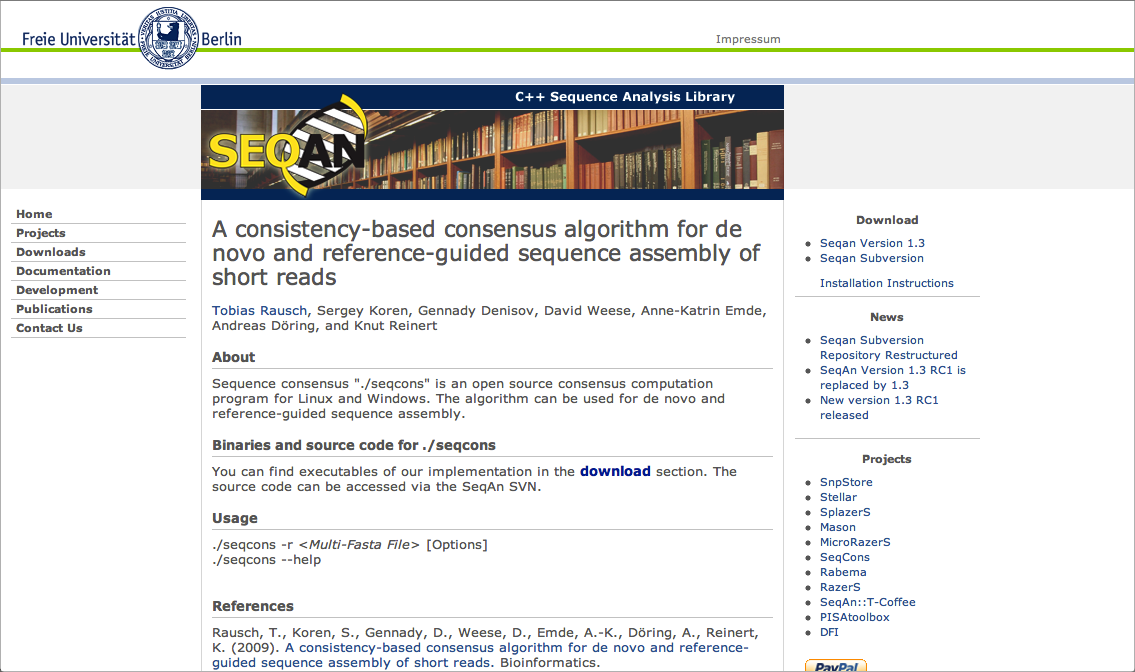 Freie Universität Berlin
Impressum
C++ Sequence Analysis Library
SEQAN
Home
Projects
Downloads
Documentation
Development
Publications
Contact Us
A consistency-based consensus algorithm for de
novo and reference-guided sequence assembly of
short reads
Tobias Rausch, Sergey Koren, Gennady Denisov, David Weese, Anne-Katrin Emde,
Andreas Döring, and Knut Reinert
About
Sequence consensus "./seqcons" is an open source consensus computation
program for Linux and Windows. The algorithm can be used for de novo and
reference-guided sequence assembly.
Binaries and source code for ./seqcons
You can find executables of our implementation in the download section. The
source code can be accessed via the SeqAn SVN.
Usage
./seqcons -r <Multi-Fasta File> [Options]
./seqcons --help
References
Rausch, T., Koren, S., Gennady, D., Weese, D., Emde, A.-K., Döring, A., Reinert,
K. (2009). A consistency-based consensus algorithm for de novo and reference-
guided sequence assembly of short reads. Bioinformatics.
Download
Seqan Version 1.3
Seqan Subversion
Installation Instructions
News
Seqan Subversion
Repository Restructured
SeqAn Version 1.3 RC1 is
replaced by 1.3
New version 1.3 RC1
released
Projects
SnpStore
Stellar
SplazerS
Mason
MicroRazerS
SeqCons
Rabema
RazerS
SeqAn::T-Coffee
PISAtoolbox
DFI
PayPal